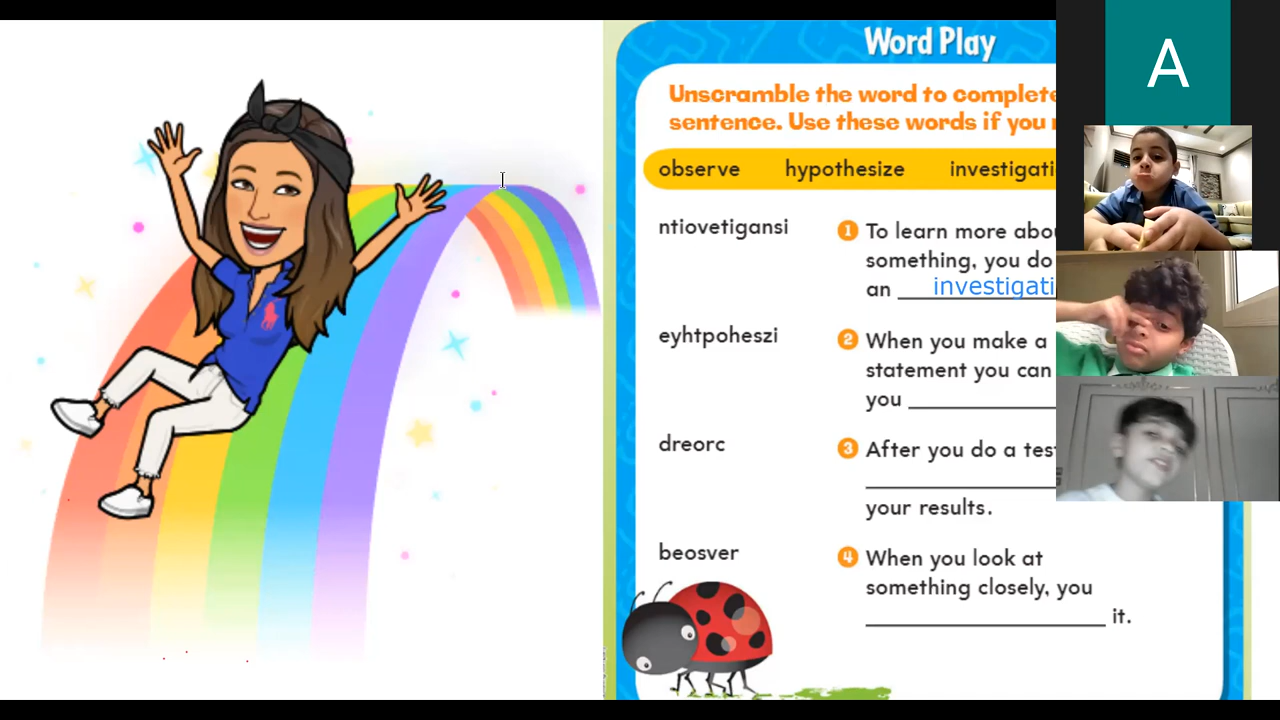 Word Play
Unscramble the word to complete
sentence. Use these words if you
observe hypothesize investigati
ntiovetigansi
1 To learn more abou
something, you do
an investigati
eyhtpoheszi
2 When you make a
statement you can
you
dreorc
3 After you do a test
your results.
beosver
4 When you look at
something closely, you
it.
A